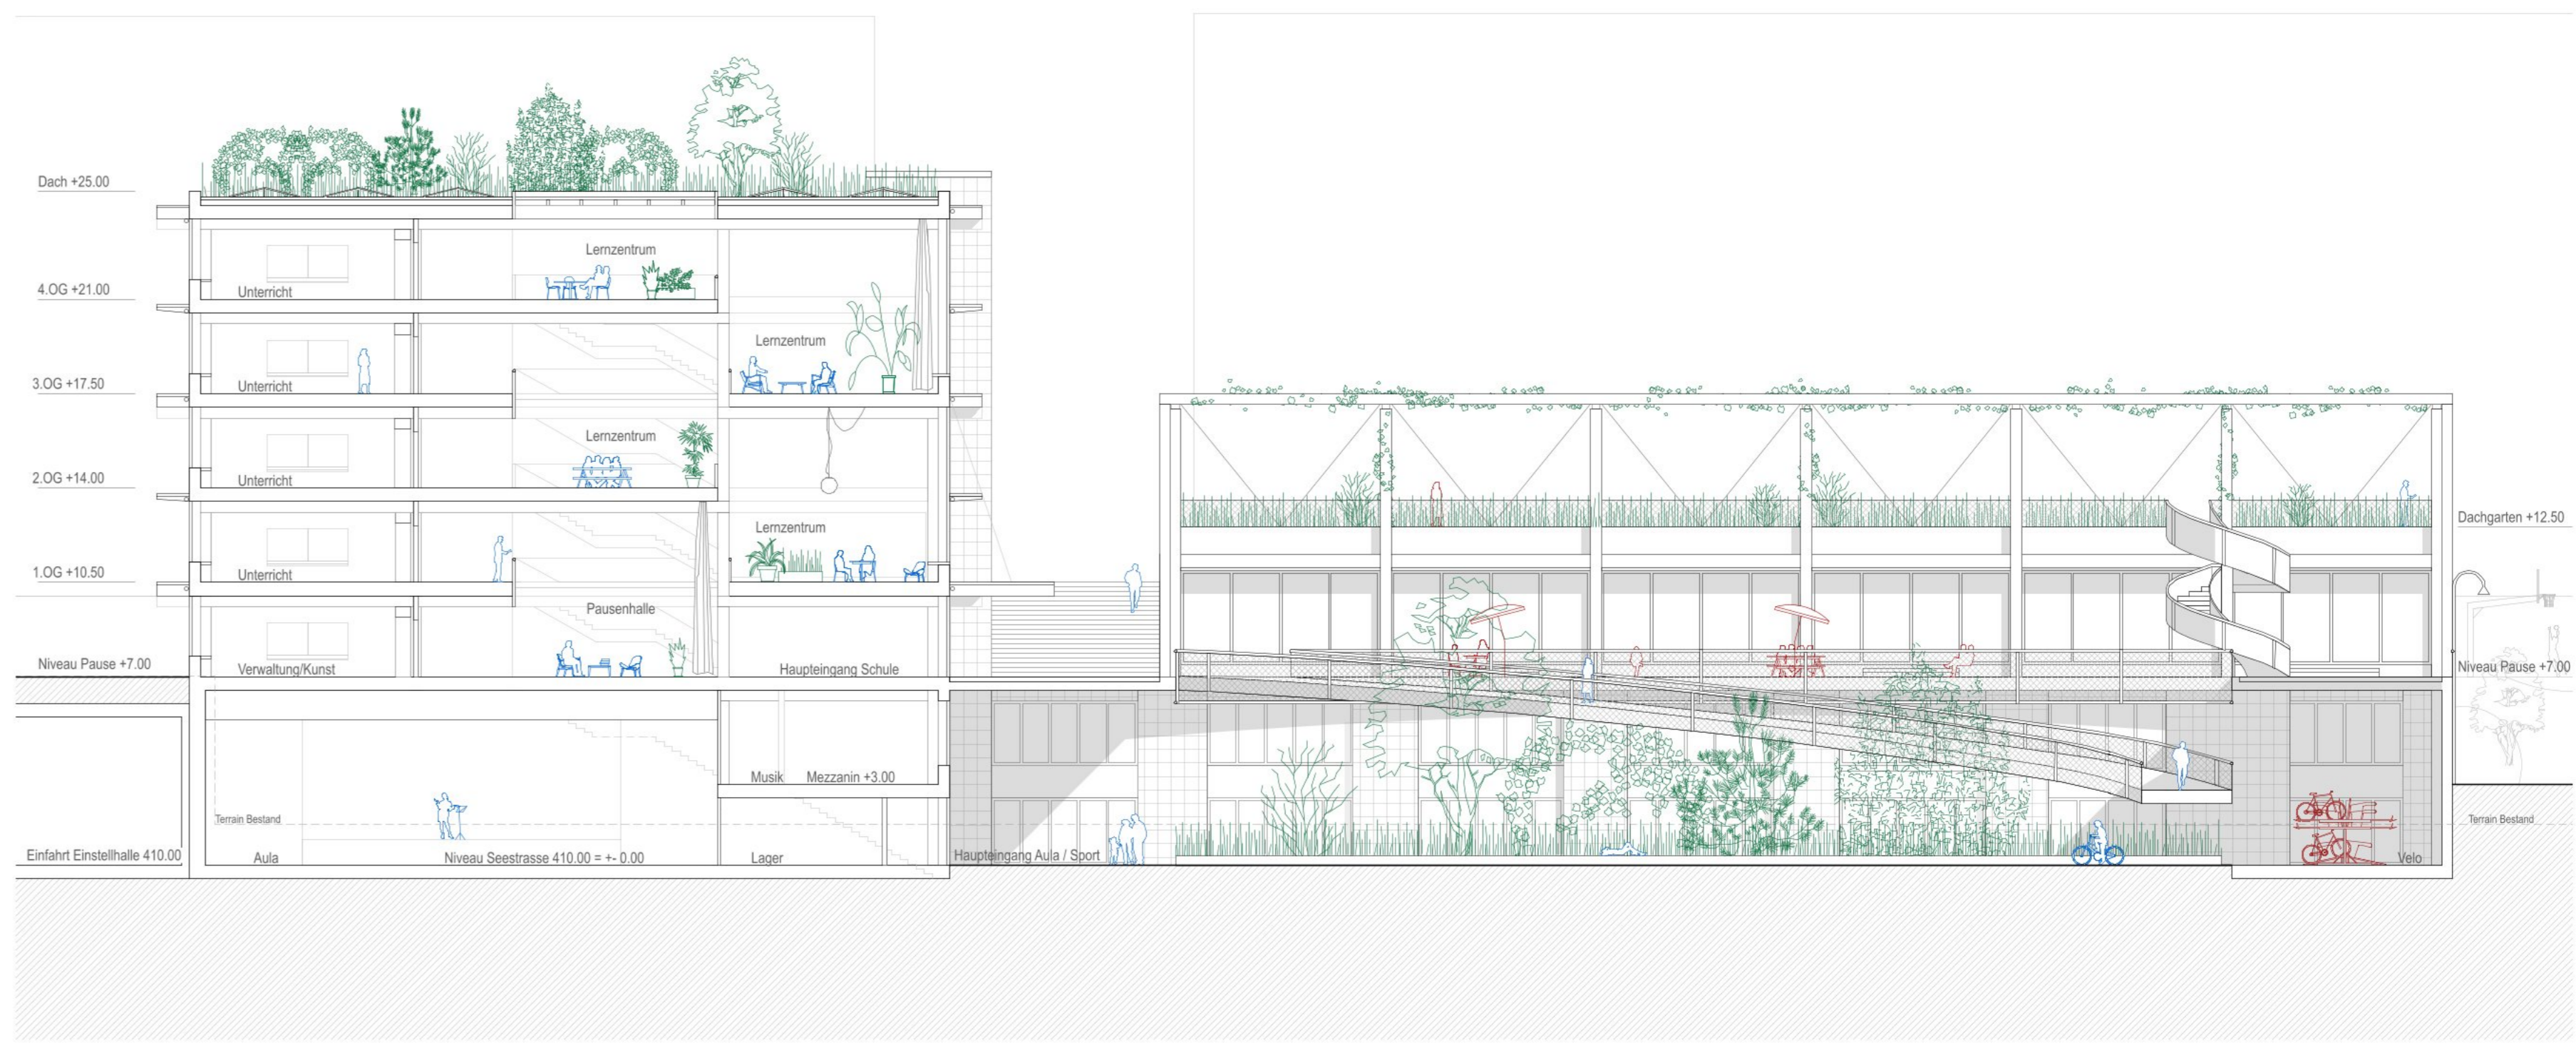 Dach +25.00
Lernzentrum
4.OG +21.00
Unterricht
Lernzentrum
3.OG +17.50
Unterricht
Lernzentrum
2.OG +14.00
Unterricht
Dachgarten +12.50
Lernzentrum
1.OG +10.50
Unterricht
Pausenhalle
Niveau Pause +7.00
Verwaltung/Kunst
Haupteingang Schule
Niveau Pause +7.00
Musik
Mezzanin +3.00
Terrain Bestand
Terrain Bestand
Einfahrt Einstellhalle 410.00
Aula
Niveau Seestrasse 410.00 = +- 0.00
Lager
Haupteingang Aula / Sport
Velo